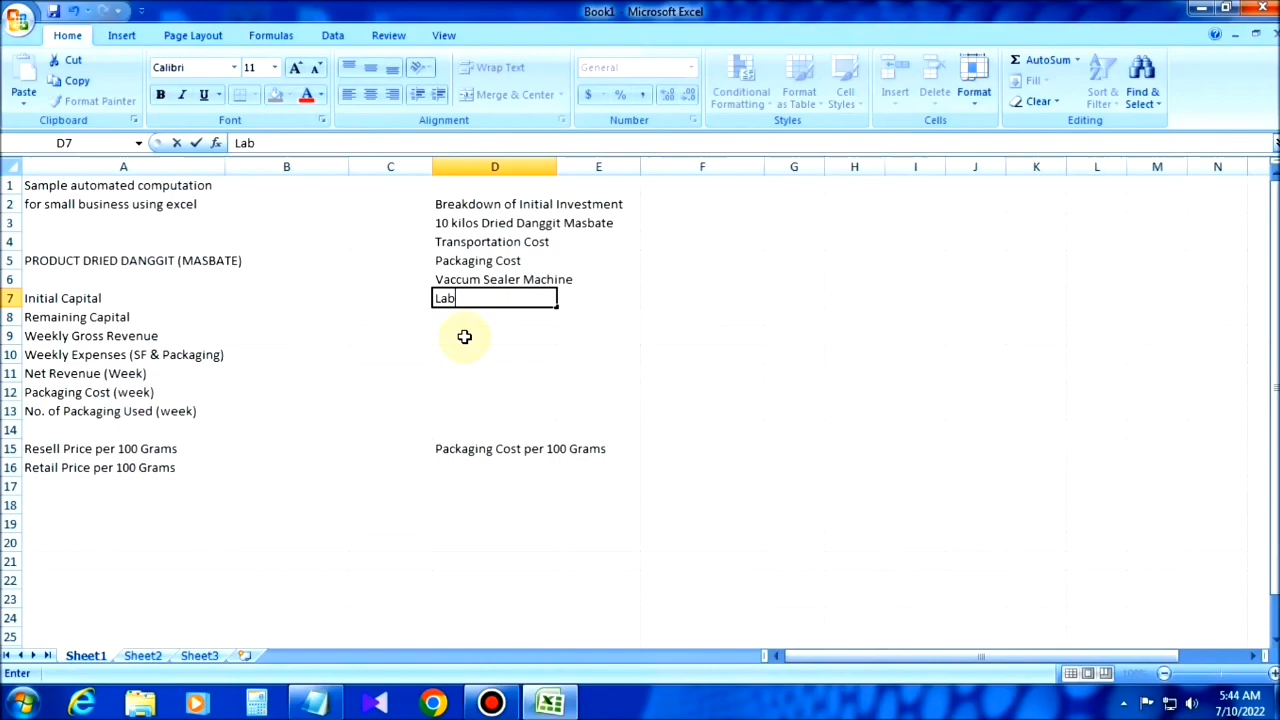 Book1 - Microsoft Excel
Home Insert Page Layout Formulas Data Review View
Paste Cut Copy Format Painter Clipboard
Calibri 11 A A B I U A Font
Wrap Text Merge & Center Alignment
General $ % , Number
Conditional Formatting Format as Table Cell Styles Styles
Insert Delete Format Cells
Σ AutoSum Fill Clear Sort & Filter Find & Select Editing
D7 fx Lab
A B C D E F G H I J K L M N
1 Sample automated computation
2 for small business using excel Breakdown of Initial Investment
3 10 kilos Dried Danggit Masbate
4 Transportation Cost
5 PRODUCT DRIED DANGGIT (MASBATE) Packaging Cost
6 Vaccum Sealer Machine
7 Initial Capital Lab
8 Remaining Capital
9 Weekly Gross Revenue
10 Weekly Expenses (SF & Packaging)
11 Net Revenue (Week)
12 Packaging Cost (week)
13 No. of Packaging Used (week)
14
15 Resell Price per 100 Grams Packaging Cost per 100 Grams
16 Retail Price per 100 Grams
17
18
19
20
21
22
23
24
25
Sheet1 Sheet2 Sheet3
Enter 100%
5:44 AM
7/10/2022